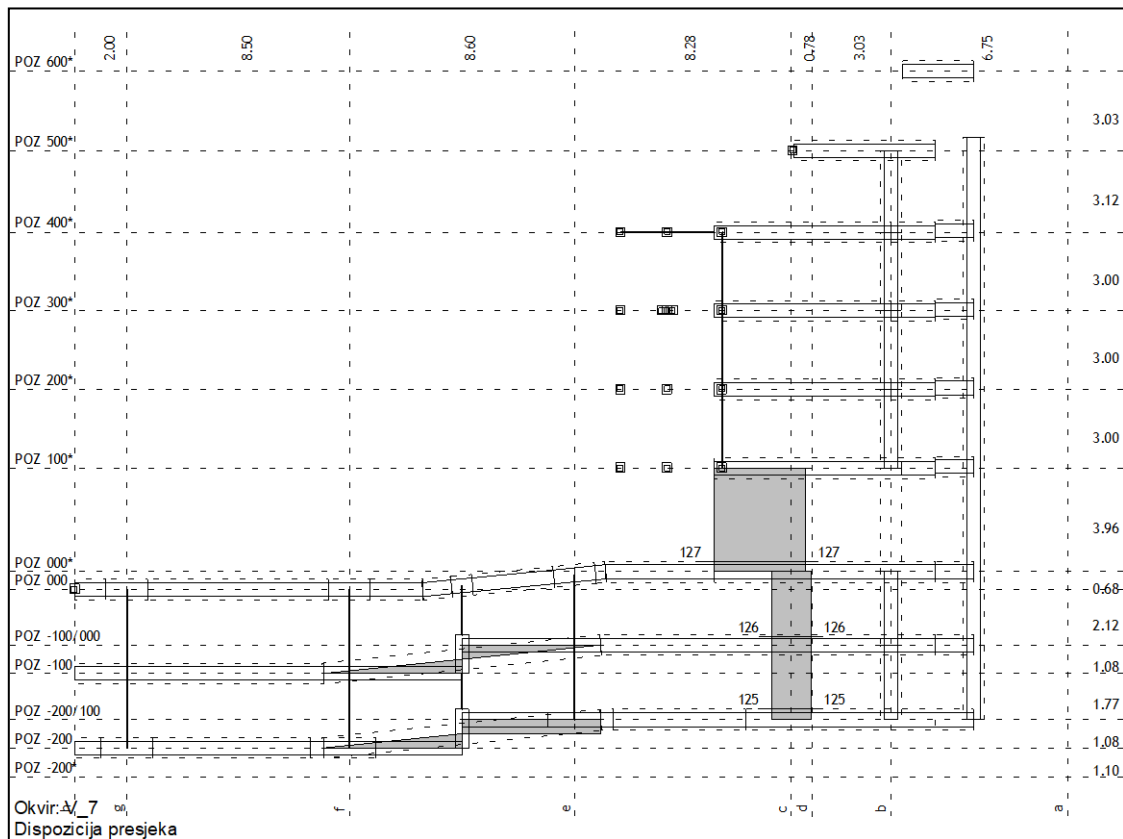 2.00
8.50
8.60
8.28
0.78
3.03
6.75
POZ 600*
3.03
POZ 500*
3.12
POZ 400*
3.00
POZ 300*
3.00
POZ 200*
3.00
POZ 100*
3.96
127 127
POZ 000*
POZ 000
0.68
2.12
126 126
POZ -100/000
POZ -100
1.08
1.77
125 125
POZ -200/100
POZ -200
1.08
POZ -200*
1.10
g f e c d b a
Okvir: V_7
Dispozicija presjeka